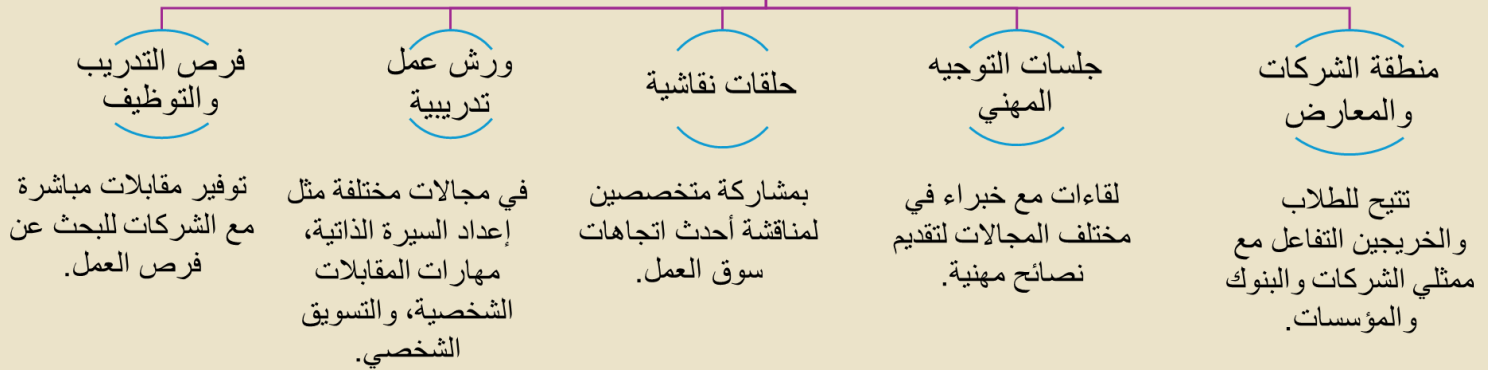 منطقة الشركات
والمعارض
تتيح للطلاب
والخريجين التفاعل مع
ممثلي الشركات والبنوك
والمؤسسات.
جلسات التوجيه
المهني
لقاءات مع خبراء في
مختلف المجالات لتقديم
نصائح مهنية.
حلقات نقاشية
بمشاركة متخصصين
لمناقشة أحدث اتجاهات
سوق العمل.
ورش عمل
تدريبية
في مجالات مختلفة مثل
إعداد السيرة الذاتية،
مهارات المقابلات
الشخصية، والتسويق
الشخصي.
فرص التدريب
والتوظيف
توفير مقابلات مباشرة
مع الشركات للبحث عن
فرص العمل.